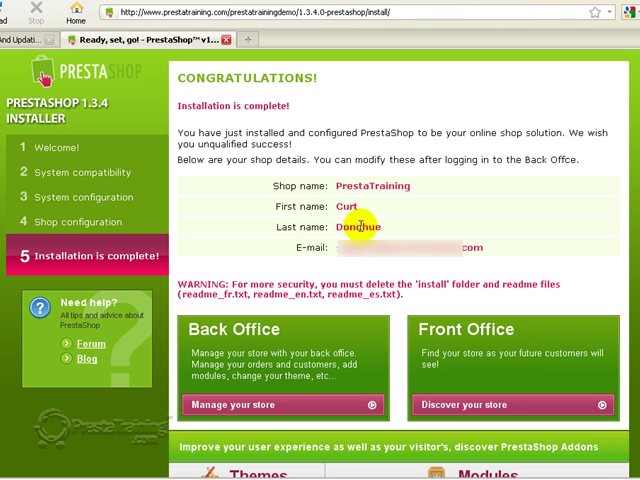 ad
Stop
Home
http://www.prestatraining.com/prestatrainingdemo/1.3.4.0-prestashop/install/
And Updati...
Ready, set, go! - PrestaShop™ v1...
PRESTASHOP
PRESTASHOP 1.3.4
INSTALLER
1 Welcome!
2 System compatibility
3 System configuration
4 Shop configuration
5 Installation is complete!
Need help?
All tips and advice about
PrestaShop
Forum
Blog
PrestaTraining
.com
CONGRATULATIONS!
Installation is complete!
You have just installed and configured PrestaShop to be your online shop solution. We wish
you unqualified success!
Below are your shop details. You can modify these after logging in to the Back Offce.
Shop name: PrestaTraining
First name: Curt
Last name: Donohue
E-mail: com
WARNING: For more security, you must delete the 'install' folder and readme files
(readme_fr.txt, readme_en.txt, readme_es.txt).
Back Office
Manage your store with your back office.
Manage your orders and customers, add
modules, change your theme, etc...
Manage your store
Front Office
Find your store as your future customers will
see!
Discover your store
Improve your user experience as well as your visitor's, discover PrestaShop Addons
Themes
Modules